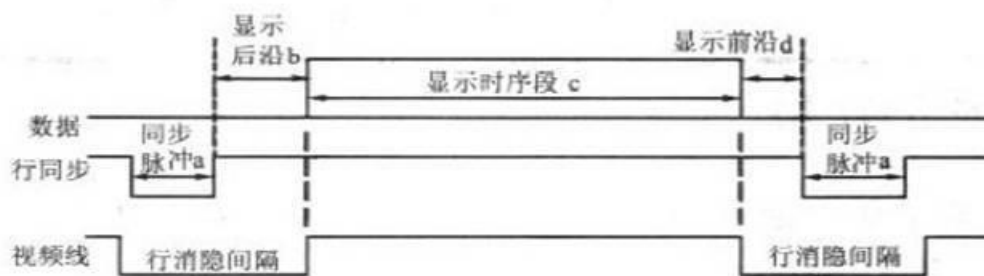 显示
后沿b
显示前沿d
显示时序段 c
数据
同步
脉冲a
同步
脉冲a
行同步
视频线
行消隐间隔
行消隐间隔